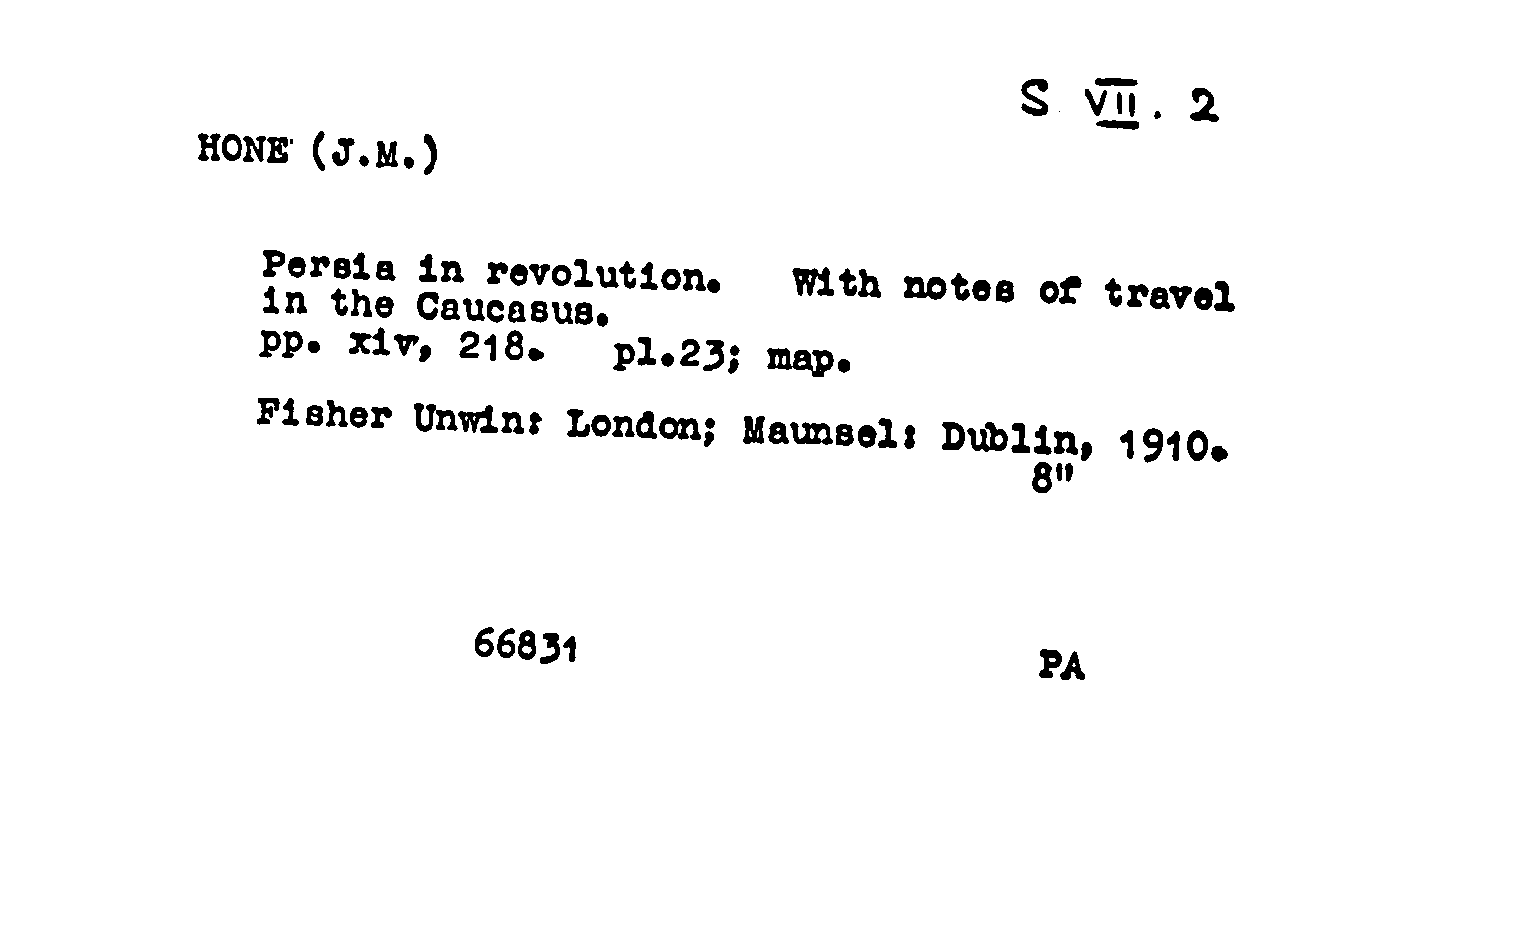 S VII. 2
HONE (J.M.)
Persia in revolution. With notes of travel
in the Caucasus.
pp. xiv, 218. pl.23; map.
Fisher Unwin: London; Maunsel: Dublin, 1910.
8"
66831
PA